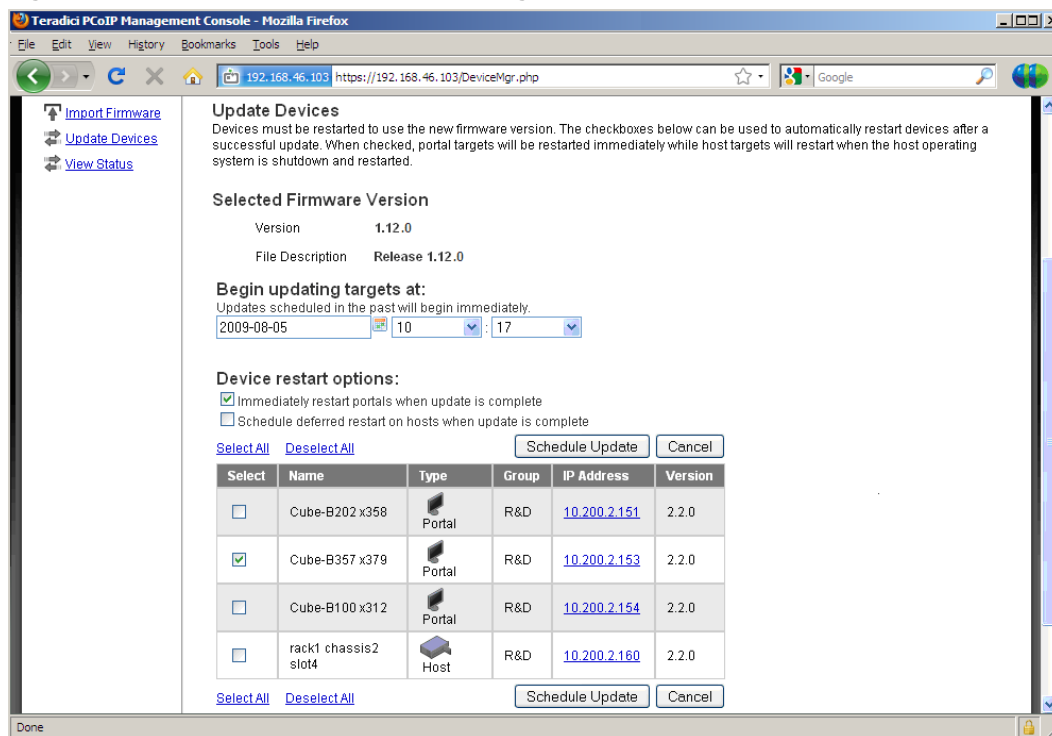 Teradici PCoIP Management Console - Mozilla Firefox
File Edit View History Bookmarks Tools Help
192.168.46.103 https://192.168.46.103/DeviceMgr.php
Google
Import Firmware
Update Devices
View Status
Update Devices
Devices must be restarted to use the new firmware version. The checkboxes below can be used to automatically restart devices after a
successful update. When checked, portal targets will be restarted immediately while host targets will restart when the host operating
system is shutdown and restarted.
Selected Firmware Version
Version 1.12.0
File Description Release 1.12.0
Begin updating targets at:
Updates scheduled in the past will begin immediately.
2009-08-05 10 : 17
Device restart options:
Immediately restart portals when update is complete
Schedule deferred restart on hosts when update is complete
Select All Deselect All Schedule Update Cancel
Select Name Type Group IP Address Version
Cube-B202 x358 Portal R&D 10.200.2.151 2.2.0
Cube-B357 x379 Portal R&D 10.200.2.153 2.2.0
Cube-B100 x312 Portal R&D 10.200.2.154 2.2.0
rack1 chassis2
slot4 Host R&D 10.200.2.160 2.2.0
Select All Deselect All Schedule Update Cancel
Done